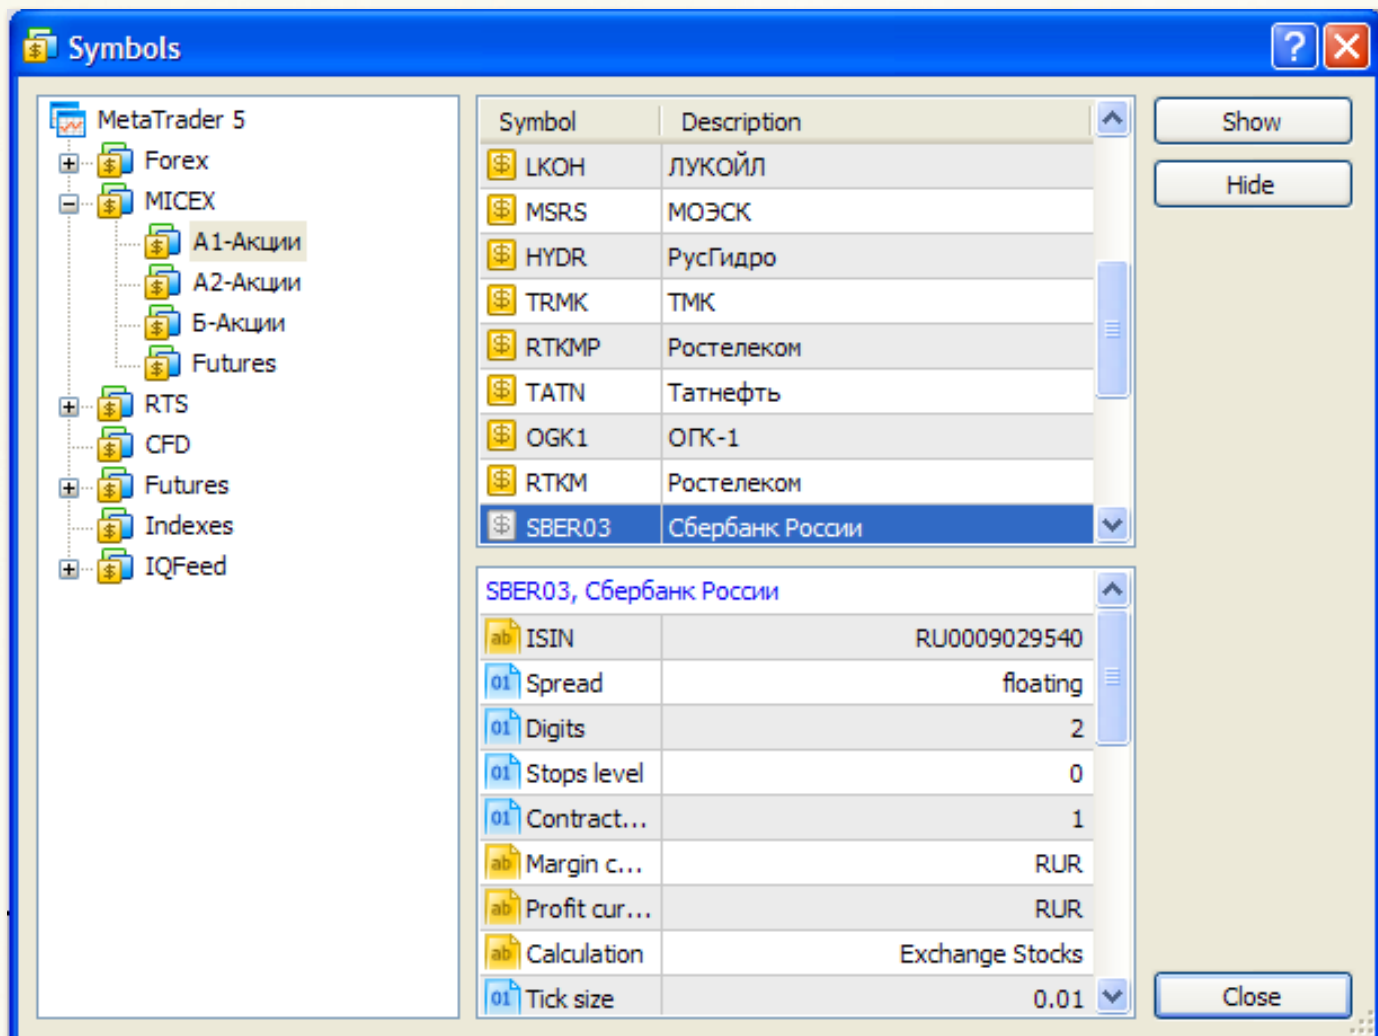 Symbols
MetaTrader 5
Forex
MICEX
А1-Акции
А2-Акции
Б-Акции
Futures
RTS
CFD
Futures
Indexes
IQFeed
Symbol Description
LKOH ЛУКОЙЛ
MSRS МОЭСК
HYDR РусГидро
TRMK ТМК
RTKMP Ростелеком
TATN Татнефть
OGK1 ОГК-1
RTKM Ростелеком
SBER03 Сбербанк России
SBER03, Сбербанк России
ISIN RU0009029540
Spread floating
Digits 2
Stops level 0
Contract... 1
Margin c... RUR
Profit cur... RUR
Calculation Exchange Stocks
Tick size 0.01
Show
Hide
Close